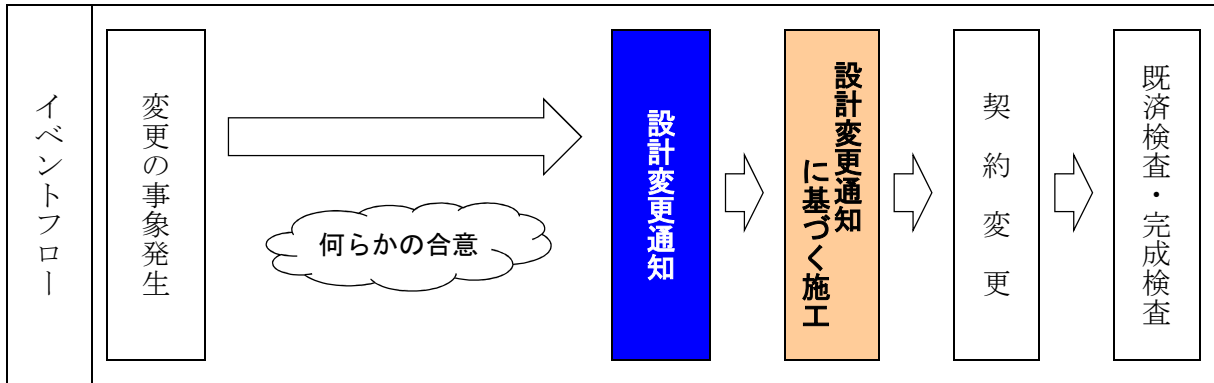 イベントフロー
変更の事象発生
何らかの合意
設計変更通知
設計変更通知
に基づく施工
契約変更
既済検査・完成検査